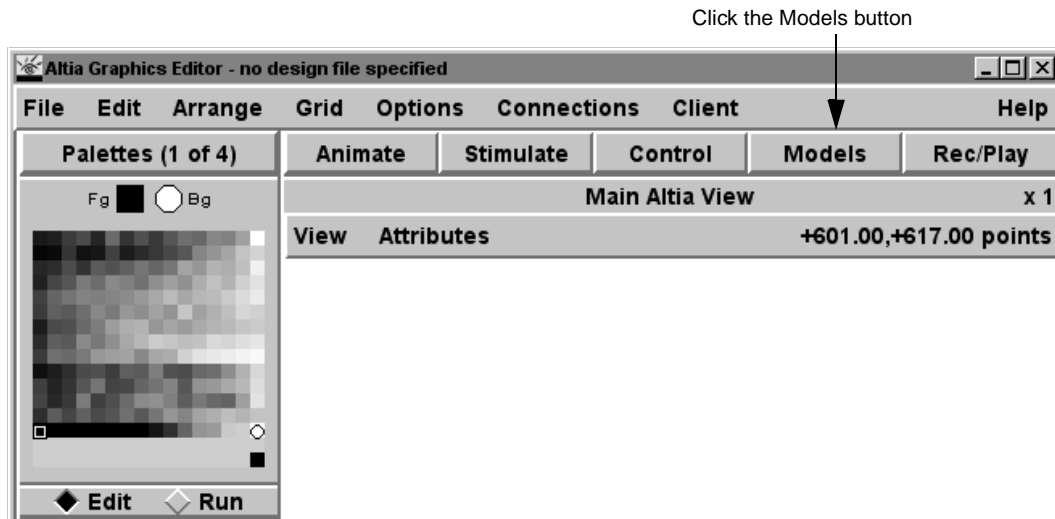 Click the Models button
Altia Graphics Editor - no design file specified
File Edit Arrange Grid Options Connections Client Help
Palettes (1 of 4) Animate Stimulate Control Models Rec/Play
Fg Bg Main Altia View x 1
View Attributes +601.00,+617.00 points
Edit Run